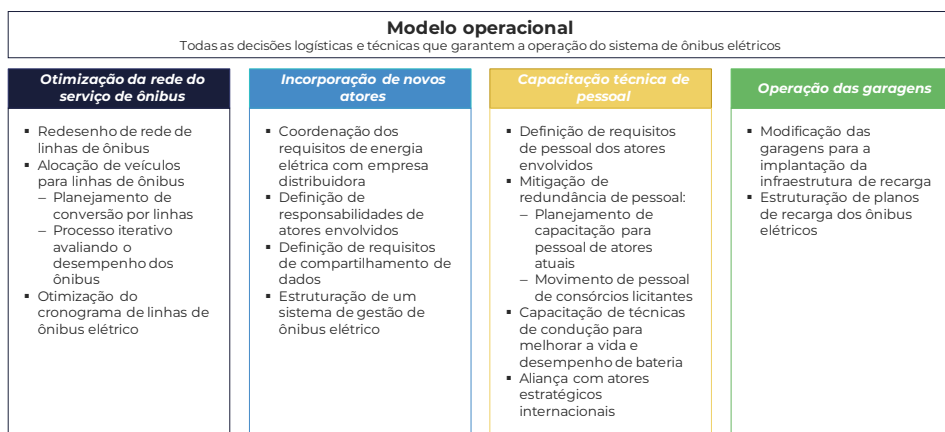 Modelo operacional
Todas as decisões logísticas e técnicas que garantem a operação do sistema de ônibus elétricos
Otimização da rede do
serviço de ônibus
▪ Redesenho de rede de
linhas de ônibus
▪ Alocação de veículos
para linhas de ônibus
– Planejamento de
conversão por linhas
– Processo iterativo
avaliando o
desempenho dos
ônibus
▪ Otimização do
cronograma de linhas de
ônibus elétrico
Incorporação de novos
atores
▪ Coordenação dos
requisitos de energia
elétrica com empresa
distribuidora
▪ Definição de
responsabilidades de
atores envolvidos
▪ Definição de requisitos
de compartilhamento de
dados
▪ Estruturação de um
sistema de gestão de
ônibus elétrico
Capacitação técnica de
pessoal
▪ Definição de requisitos
de pessoal dos atores
envolvidos
▪ Mitigação de
redundância de pessoal:
– Planejamento de
capacitação para
pessoal de atores
atuais
– Movimento de pessoal
de consórcios licitantes
▪ Capacitação de técnicas
de condução para
melhorar a vida e
desempenho de bateria
▪ Aliança com atores
estratégicos
internacionais
Operação das garagens
▪ Modificação das
garagens para a
implantação da
infraestrutura de recarga
▪ Estruturação de planos
de recarga dos ônibus
elétricos